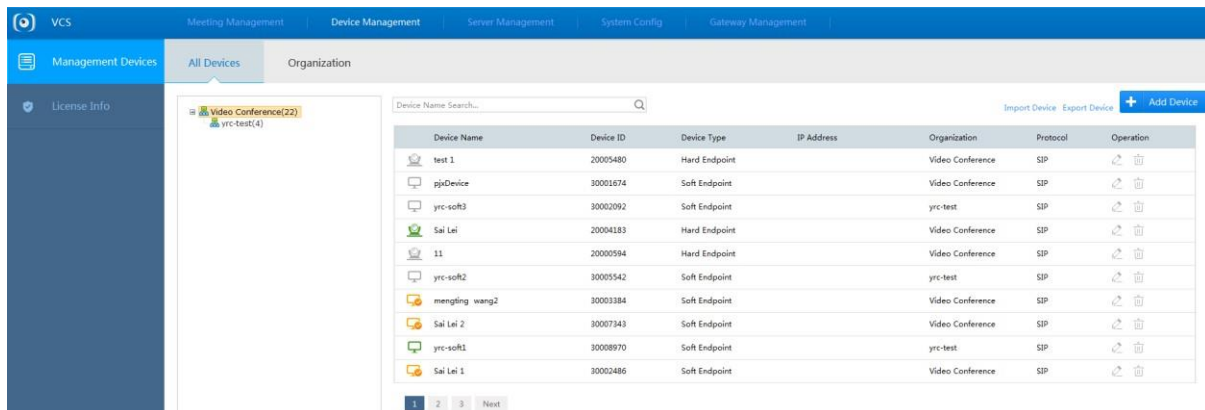 VCS Meeting Management Device Management Server Management System Config Gateway Management
Management Devices All Devices Organization
License Info
Video Conference(22)
yrc-test(4)
Device Name Search... Import Device Export Device Add Device
Device Name Device ID Device Type IP Address Organization Protocol Operation
test 1 20005480 Hard Endpoint Video Conference SIP
pjxDevice 30001674 Soft Endpoint Video Conference SIP
yrc-soft3 30002092 Soft Endpoint yrc-test SIP
Sai Lei 20004183 Hard Endpoint Video Conference SIP
11 20000594 Hard Endpoint Video Conference SIP
yrc-soft2 30005542 Soft Endpoint yrc-test SIP
mengting wang2 30003384 Soft Endpoint Video Conference SIP
Sai Lei 2 30007343 Soft Endpoint Video Conference SIP
yrc-soft1 30008970 Soft Endpoint yrc-test SIP
Sai Lei 1 30002486 Soft Endpoint Video Conference SIP
1 2 3 Next